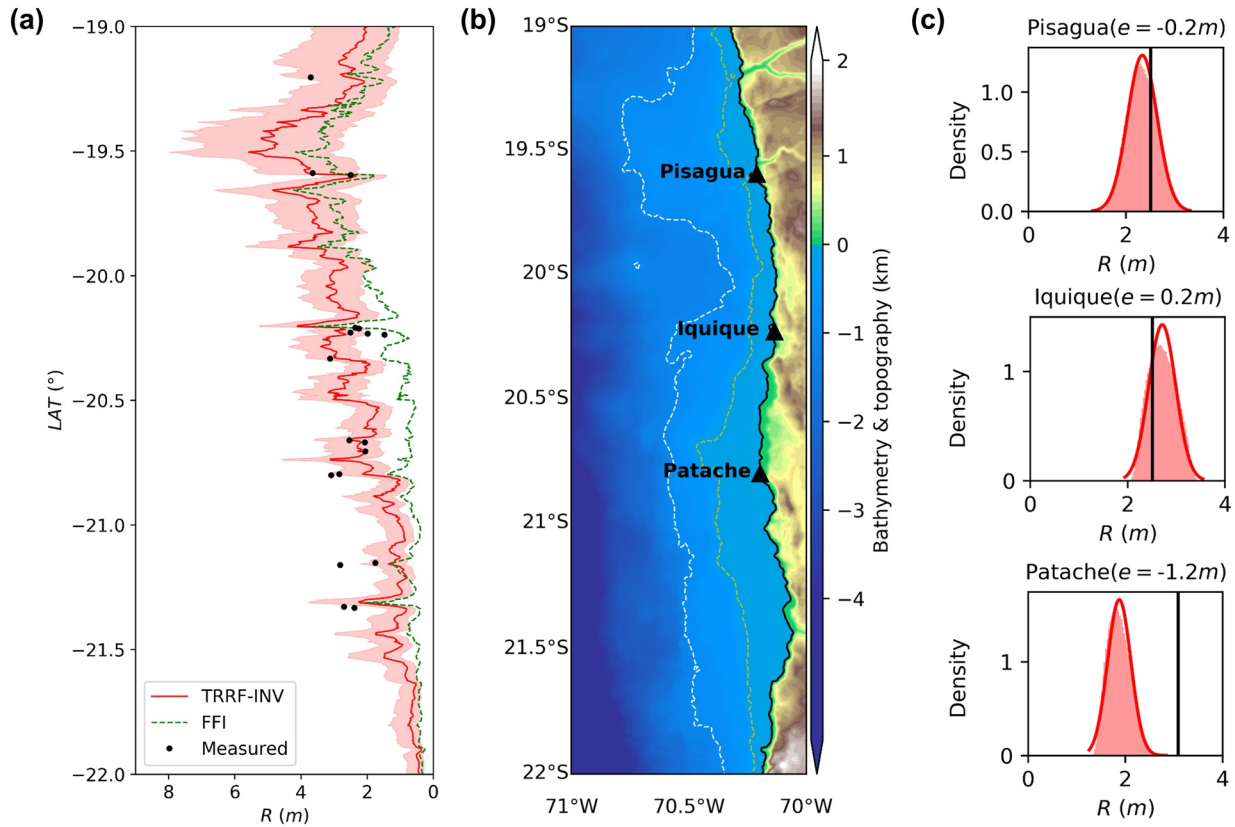 (a)
−19.0
−19.5
−20.0
−20.5
−21.0
−21.5
−22.0
LAT (°)
TRRF-INV
FFI
Measured
8 6 4 2 0
R (m)
(b)
19°S
19.5°S
20°S
20.5°S
21°S
21.5°S
22°S
Pisagua
Iquique
Patache
71°W 70.5°W 70°W
2
1
0
−1
−2
−3
−4
Bathymetry & topography (km)
(c)
Pisagua(e = -0.2m)
1.0
0.5
0.0
Density
0 2 4
R (m)
Iquique(e = 0.2m)
1
0
Density
0 2 4
R (m)
Patache(e = -1.2m)
1
0
Density
0 2 4
R (m)